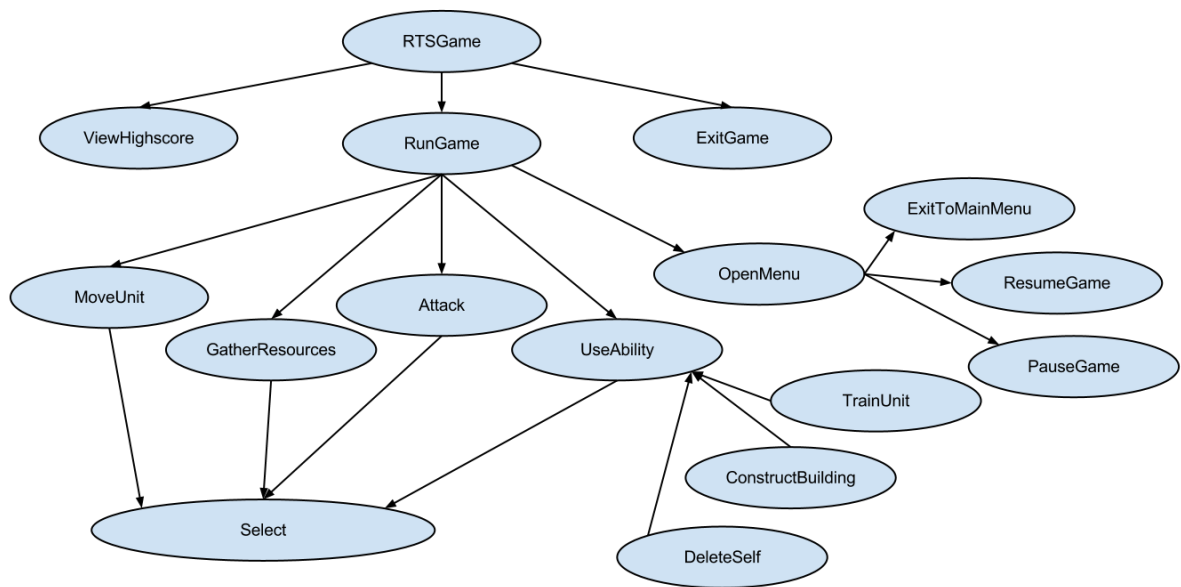 RTSGame
ViewHighscore
RunGame
ExitGame
ExitToMainMenu
OpenMenu
ResumeGame
MoveUnit
Attack
GatherResources
UseAbility
PauseGame
TrainUnit
ConstructBuilding
Select
DeleteSelf